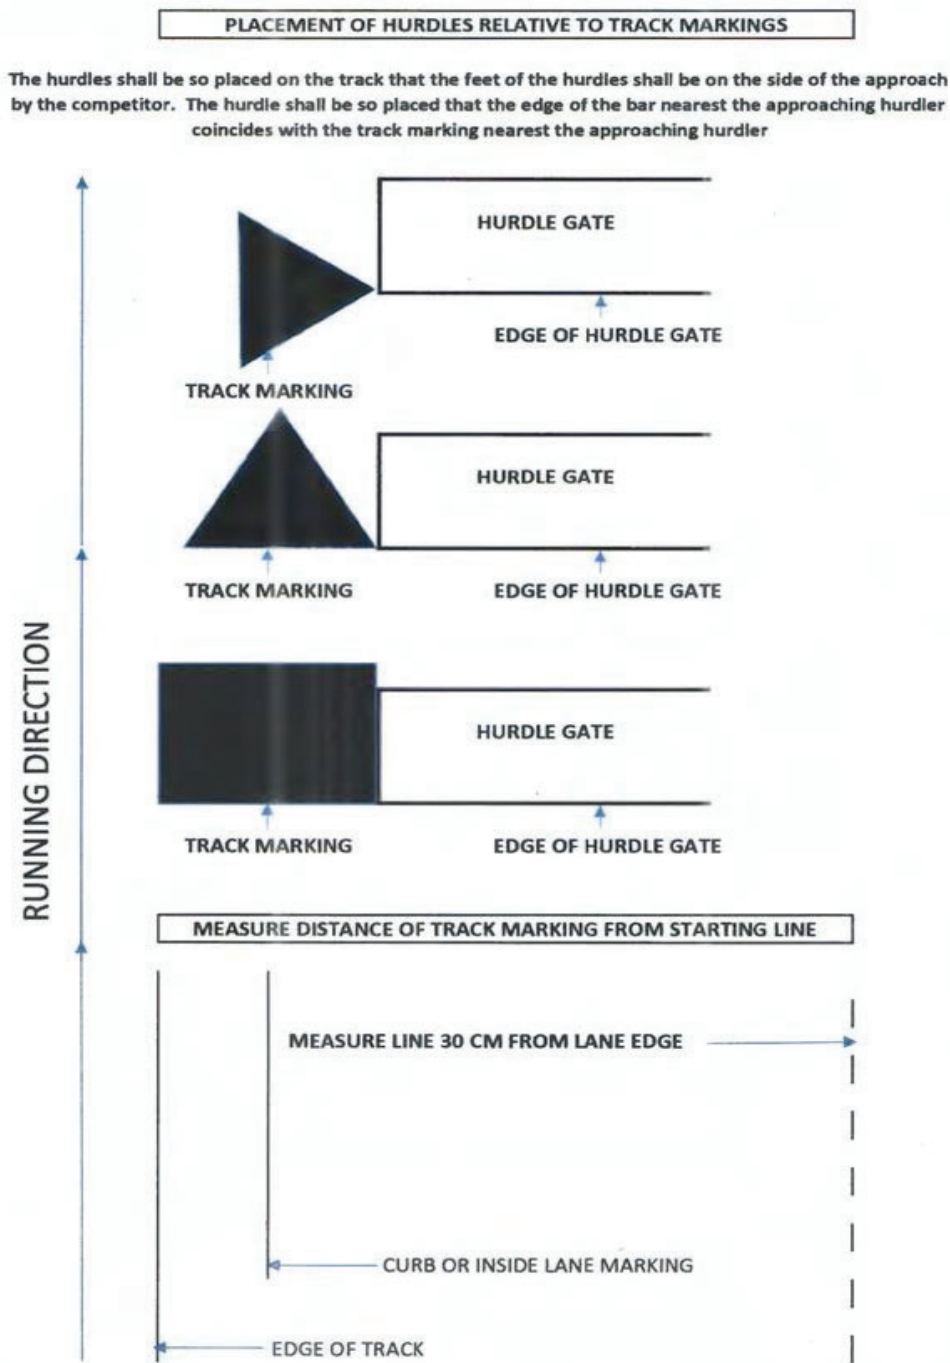 PLACEMENT OF HURDLES RELATIVE TO TRACK MARKINGS
The hurdles shall be so placed on the track that the feet of the hurdles shall be on the side of the approach
by the competitor. The hurdle shall be so placed that the edge of the bar nearest the approaching hurdler
coincides with the track marking nearest the approaching hurdler
HURDLE GATE
EDGE OF HURDLE GATE
TRACK MARKING
HURDLE GATE
TRACK MARKING
EDGE OF HURDLE GATE
HURDLE GATE
TRACK MARKING
EDGE OF HURDLE GATE
RUNNING DIRECTION
MEASURE DISTANCE OF TRACK MARKING FROM STARTING LINE
MEASURE LINE 30 CM FROM LANE EDGE
CURB OR INSIDE LANE MARKING
EDGE OF TRACK